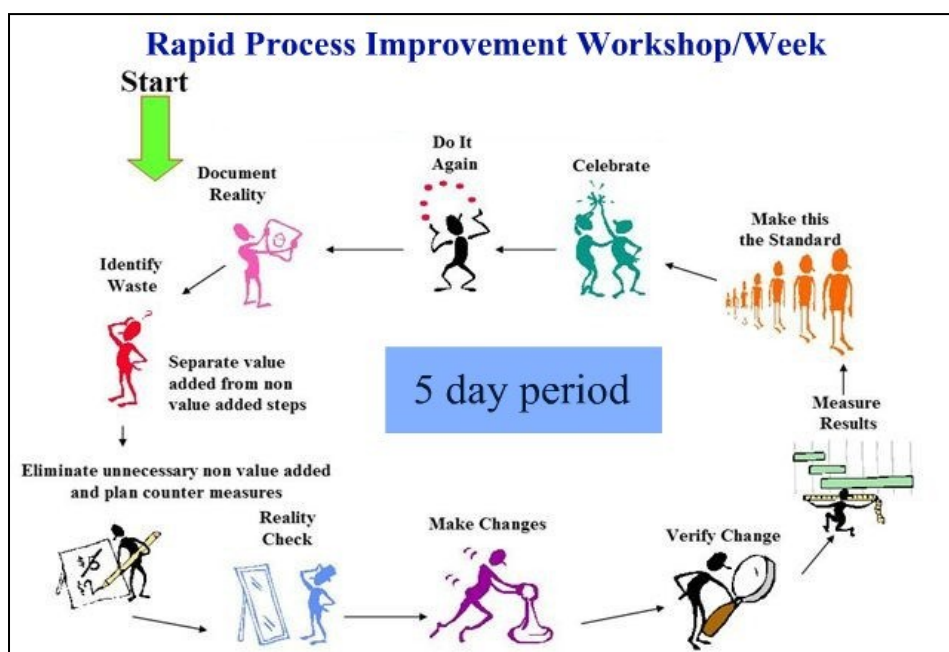 Rapid Process Improvement Workshop/Week
Start
Document
Reality
Identify
Waste
Separate value
added from non
value added steps
Eliminate unnecessary non value added
and plan counter measures
Reality
Check
Make Changes
Verify Change
Measure
Results
Make this
the Standard
Celebrate
Do It
Again
5 day period